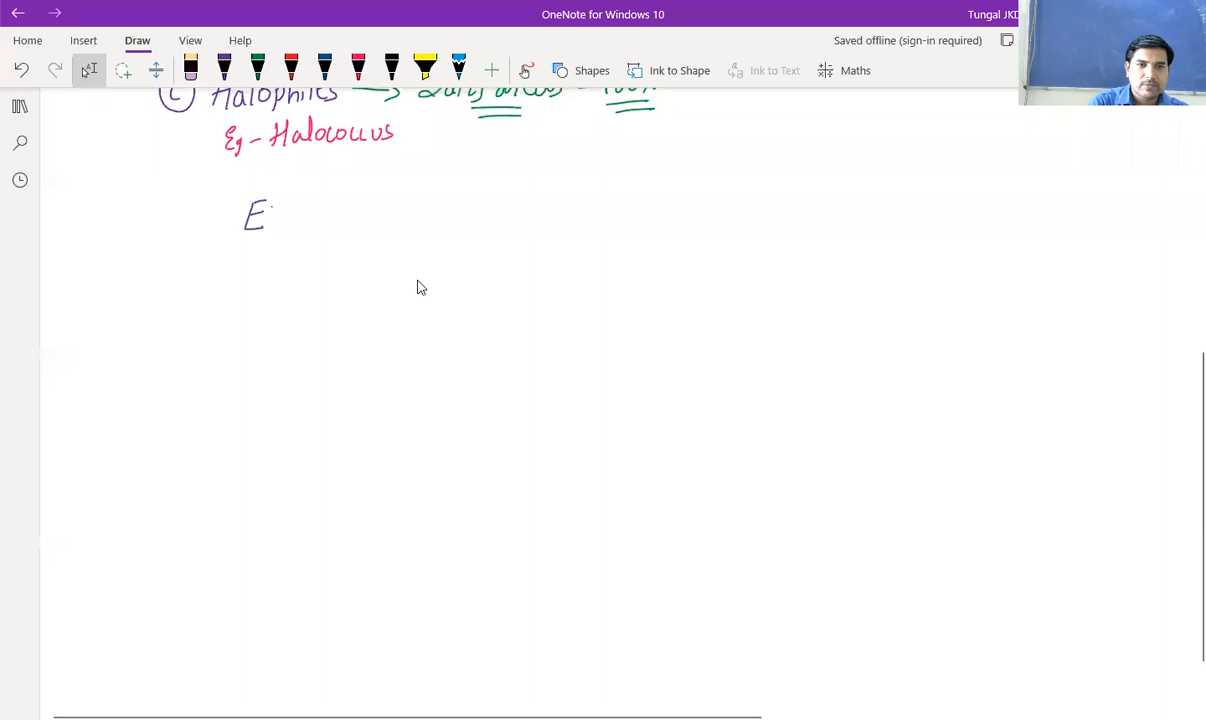 OneNote for Windows 10
Tungal JKD
Home Insert Draw View Help
Saved offline (sign-in required)
Shapes
Ink to Shape
Ink to Text
Maths
C Halophiles →
Eg - Halococcus
E